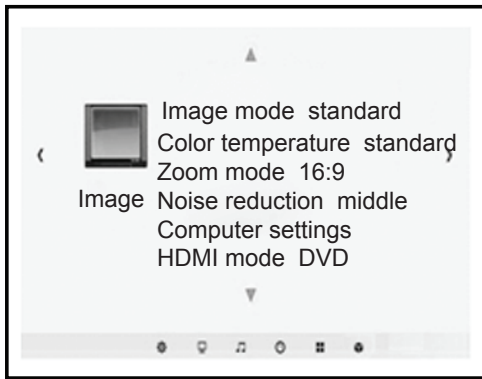 Image mode standard
Color temperature standard
Zoom mode 16:9
Image Noise reduction middle
Computer settings
HDMI mode DVD